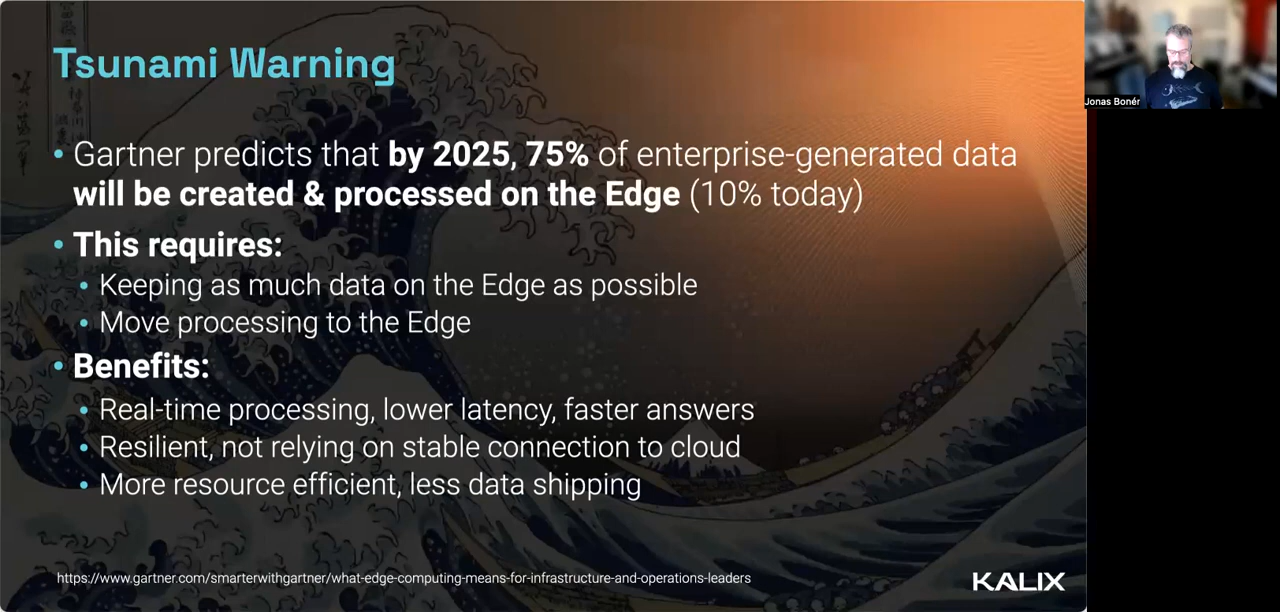 Tsunami Warning
• Gartner predicts that by 2025, 75% of enterprise-generated data
will be created & processed on the Edge (10% today)
• This requires:
• Keeping as much data on the Edge as possible
• Move processing to the Edge
• Benefits:
• Real-time processing, lower latency, faster answers
• Resilient, not relying on stable connection to cloud
• More resource efficient, less data shipping
https://www.gartner.com/smarterwithgartner/what-edge-computing-means-for-infrastructure-and-operations-leaders
KALIX
Jonas Bonér